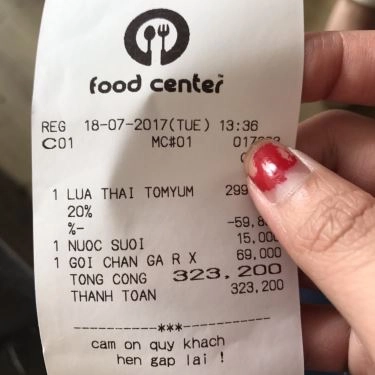 food center™
REG 18-07-2017(TUE) 13:36
C01 MC#01
1 LUA THAI TOMYUM
20%
%-
1 NUOC SUOI 15,000
1 GOI CHAN GA R X 69,000
TONG CONG 323,200
THANH TOAN 323,200
----------***----------
cam on quy khach
hen gap lai !